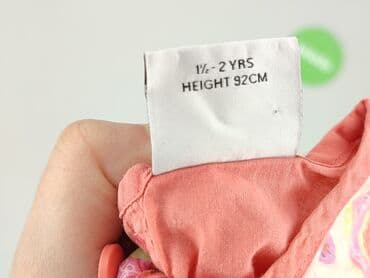 1½ - 2 YRS
HEIGHT 92CM